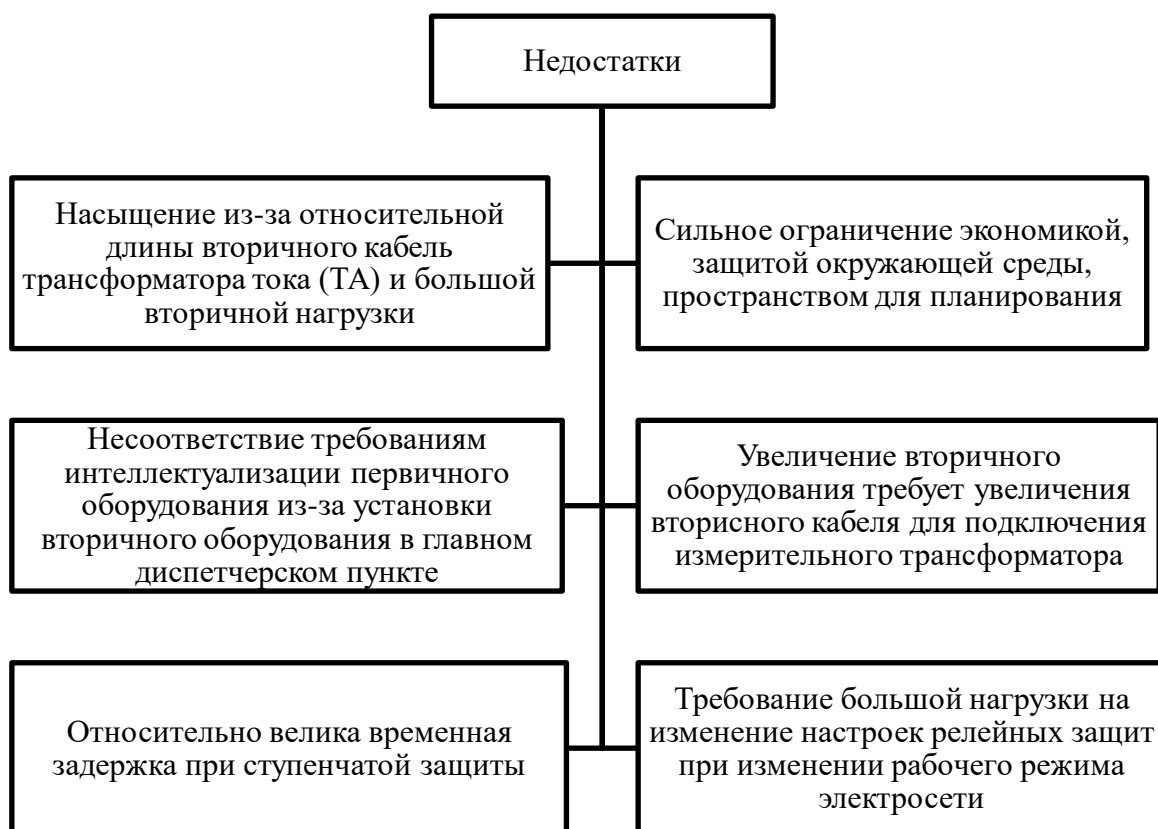 Недостатки
Насыщение из-за относительной
длины вторичного кабель
трансформатора тока (ТА) и большой
вторичной нагрузки
Сильное ограничение экономикой,
защитой окружающей среды,
пространством для планирования
Несоответствие требованиям
интеллектуализации первичного
оборудования из-за установки
вторичного оборудования в главном
диспетчерском пункте
Увеличение вторичного
оборудования требует увеличения
вторисного кабеля для подключения
измерительного трансформатора
Относительно велика временная
задержка при ступенчатой защиты
Требование большой нагрузки на
изменение настроек релейных защит
при изменении рабочего режима
электросети